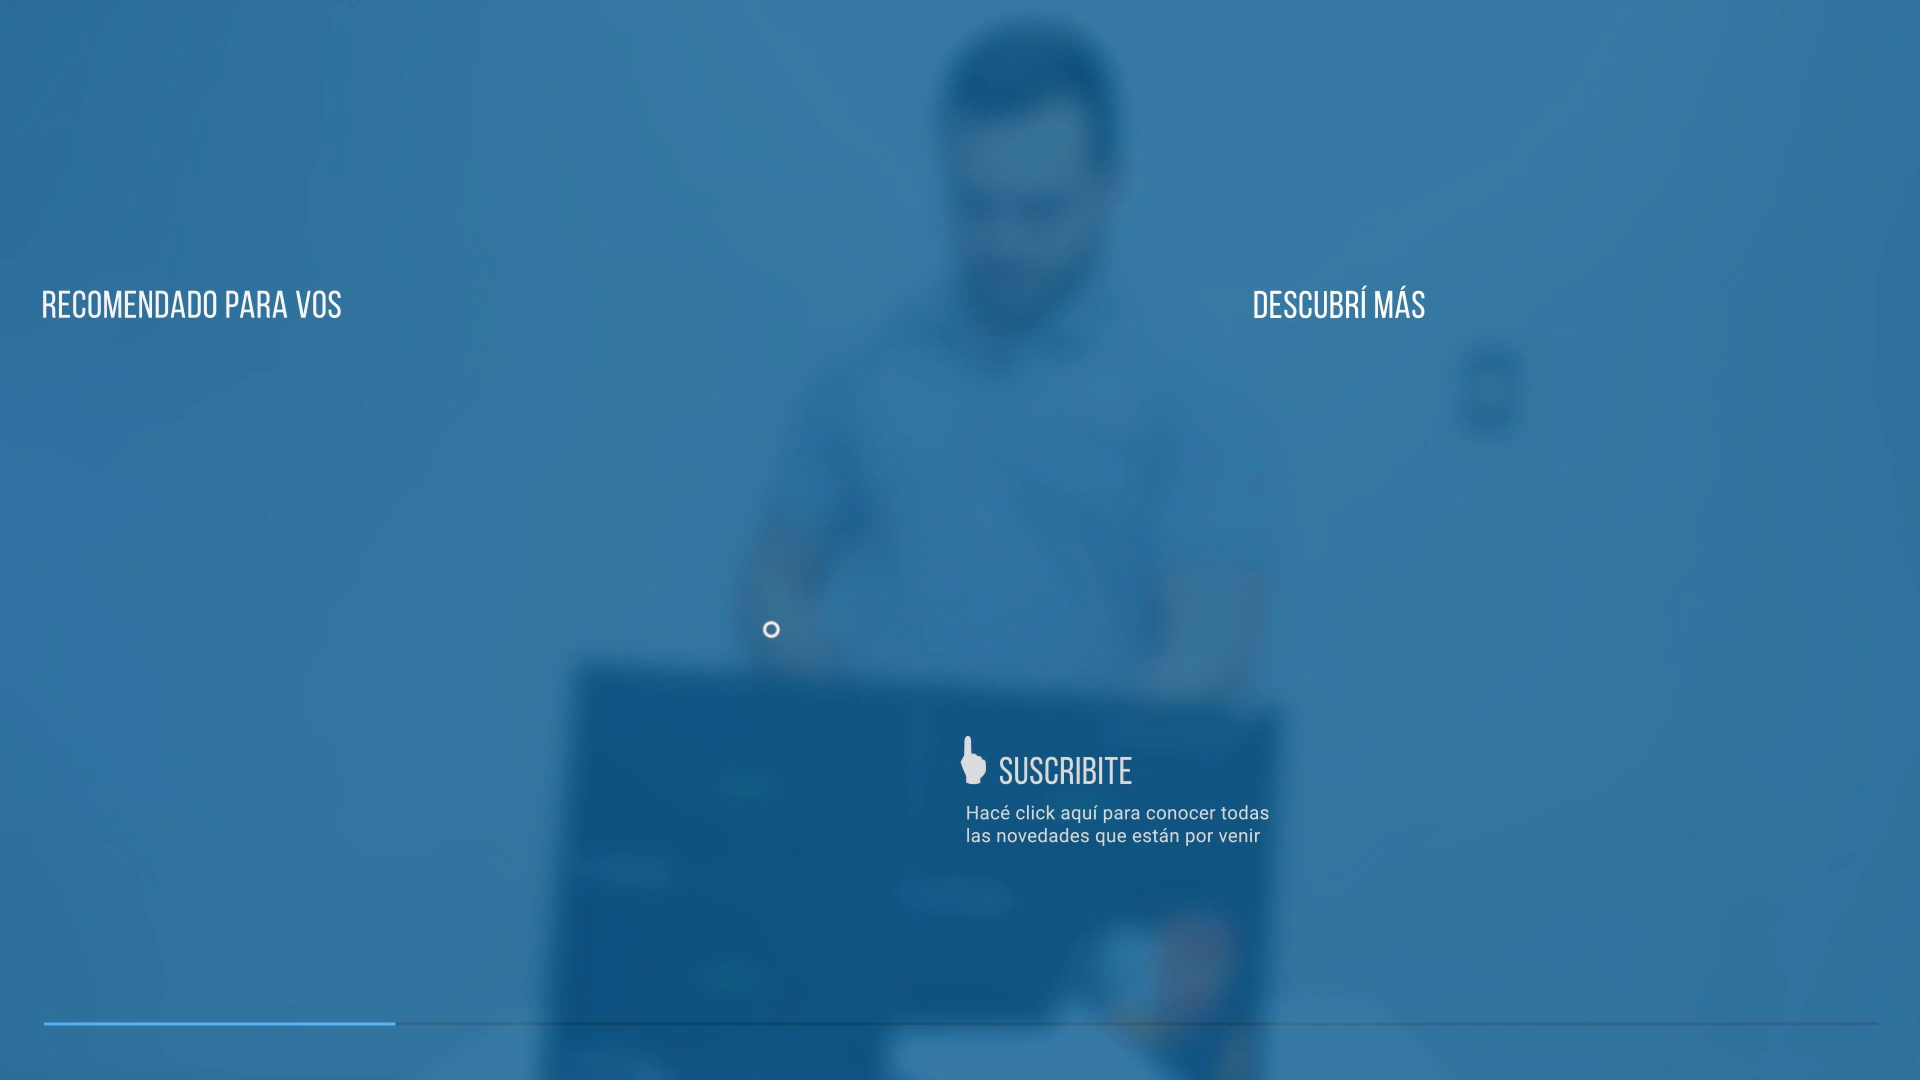 RECOMENDADO PARA VOS
DESCUBRÍ MÁS
SUSCRIBITE
Hacé click aquí para conocer todas
las novedades que están por venir